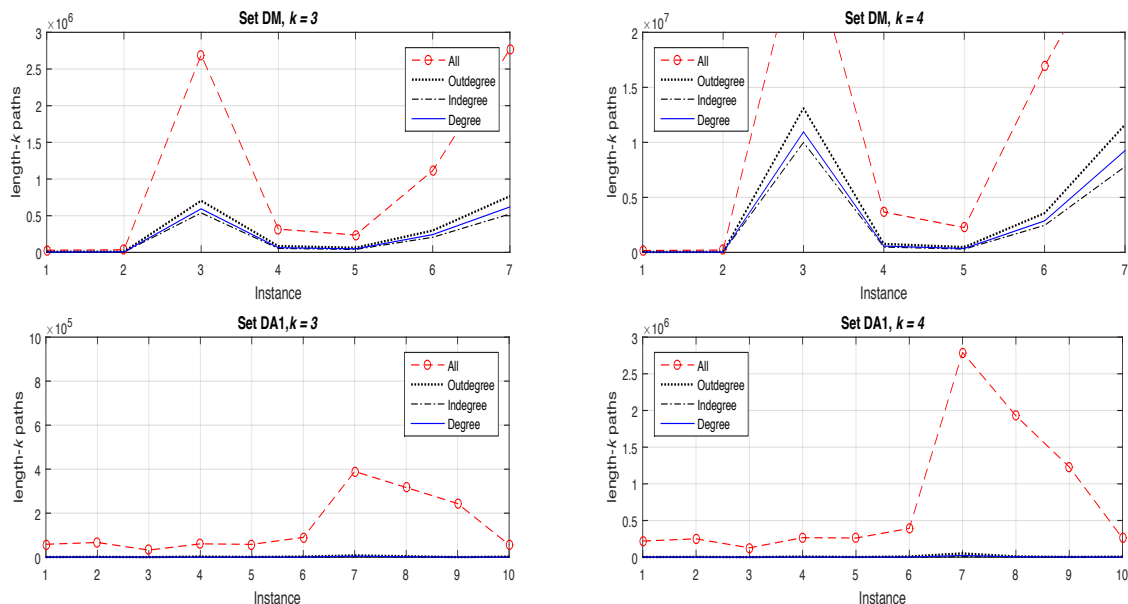 Set DM, k = 3
×10^6
3
2.5
2
1.5
1
0.5
0
length-k paths
1 2 3 4 5 6 7
Instance
All
Outdegree
Indegree
Degree
Set DM, k = 4
×10^7
2
1.5
1
0.5
0
length-k paths
1 2 3 4 5 6 7
Instance
All
Outdegree
Indegree
Degree
Set DA1,k = 3
×10^5
10
8
6
4
2
0
length-k paths
1 2 3 4 5 6 7 8 9 10
Instance
All
Outdegree
Indegree
Degree
Set DA1, k = 4
×10^6
3
2.5
2
1.5
1
0.5
0
length-k paths
1 2 3 4 5 6 7 8 9 10
Instance
All
Outdegree
Indegree
Degree